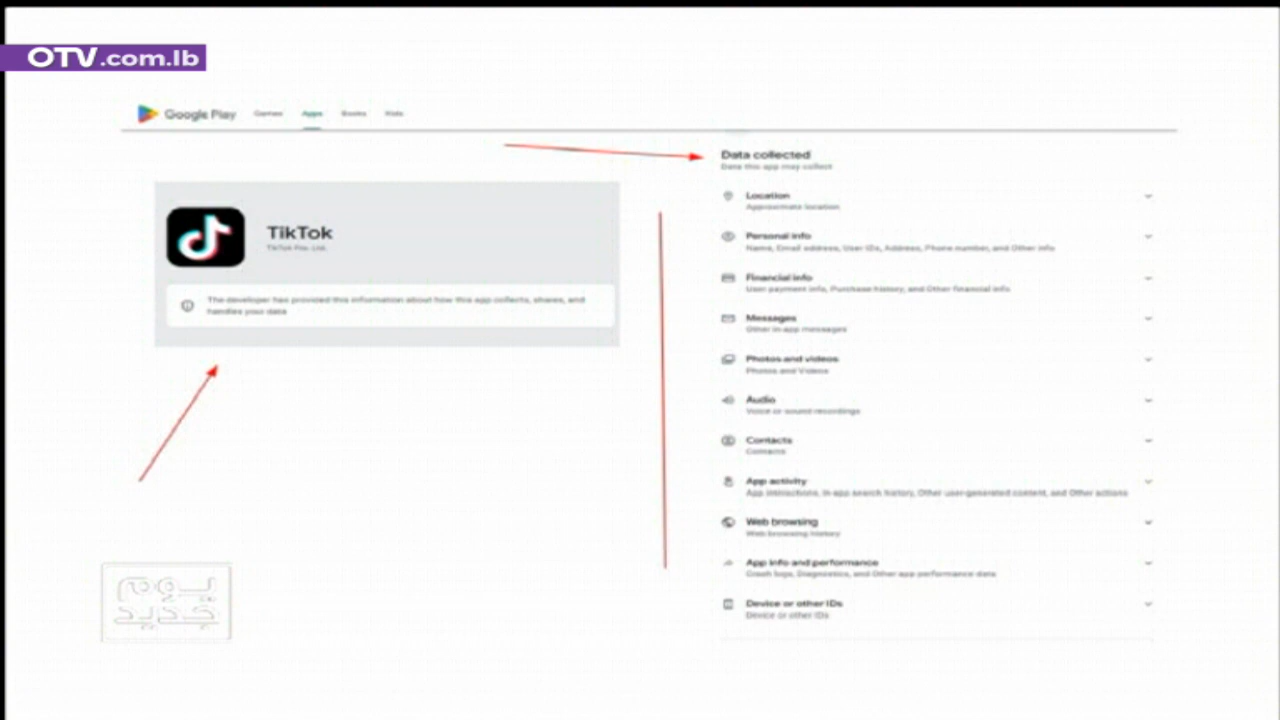 OTV.com.lb
Google Play Games Apps Books Kids
TikTok
TikTok Pte. Ltd.
The developer has provided this information about how this app collects, shares, and
handles your data
Data collected
Data this app may collect
Location
Approximate location
Personal info
Name, Email address, User IDs, Address, Phone number, and Other info
Financial info
User payment info, Purchase history, and Other financial info
Messages
Other in-app messages
Photos and videos
Photos and Videos
Audio
Voice or sound recordings
Contacts
Contacts
App activity
App interactions, In-app search history, Other user-generated content, and Other actions
Web browsing
Web browsing history
App info and performance
Crash logs, Diagnostics, and Other app performance data
Device or other IDs
Device or other IDs
يوم
جديد